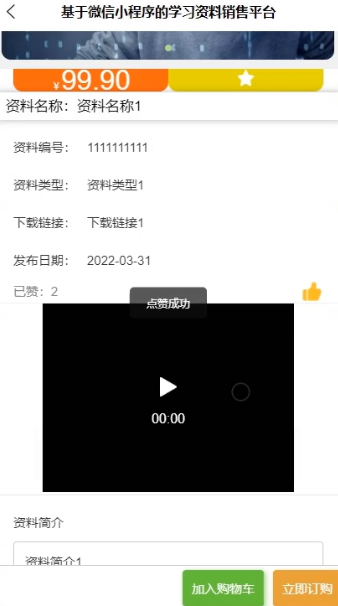 基于微信小程序的学习资料销售平台
¥99.90
资料名称：资料名称1
资料编号： 1111111111
资料类型： 资料类型1
下载链接： 下载链接1
发布日期： 2022-03-31
已赞：2
点赞成功
00:00
资料简介
资料简介1
加入购物车
立即订购